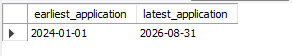 earliest_application latest_application
2024-01-01 2026-08-31